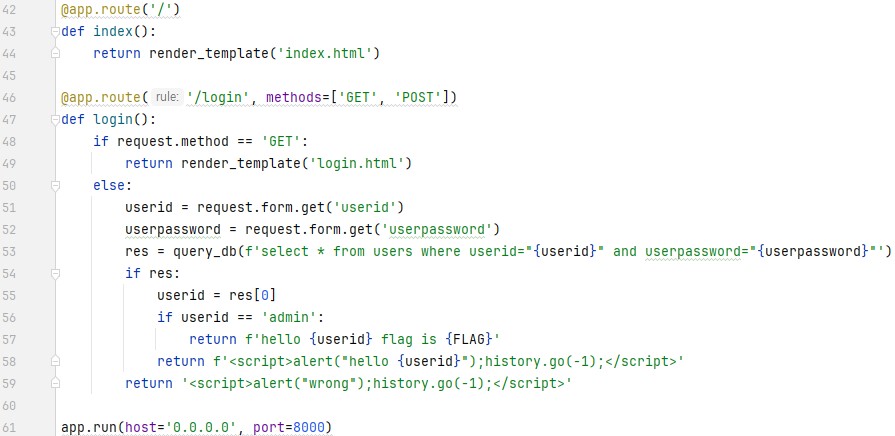 42 @app.route('/')
43 def index():
44     return render_template('index.html')
45
46 @app.route( rule: '/login', methods=['GET', 'POST'])
47 def login():
48     if request.method == 'GET':
49         return render_template('login.html')
50     else:
51         userid = request.form.get('userid')
52         userpassword = request.form.get('userpassword')
53         res = query_db(f'select * from users where userid="{userid}" and userpassword="{userpassword}"')
54         if res:
55             userid = res[0]
56             if userid == 'admin':
57                 return f'hello {userid} flag is {FLAG}'
58             return f'<script>alert("hello {userid}");history.go(-1);</script>'
59         return '<script>alert("wrong");history.go(-1);</script>'
60
61 app.run(host='0.0.0.0', port=8000)